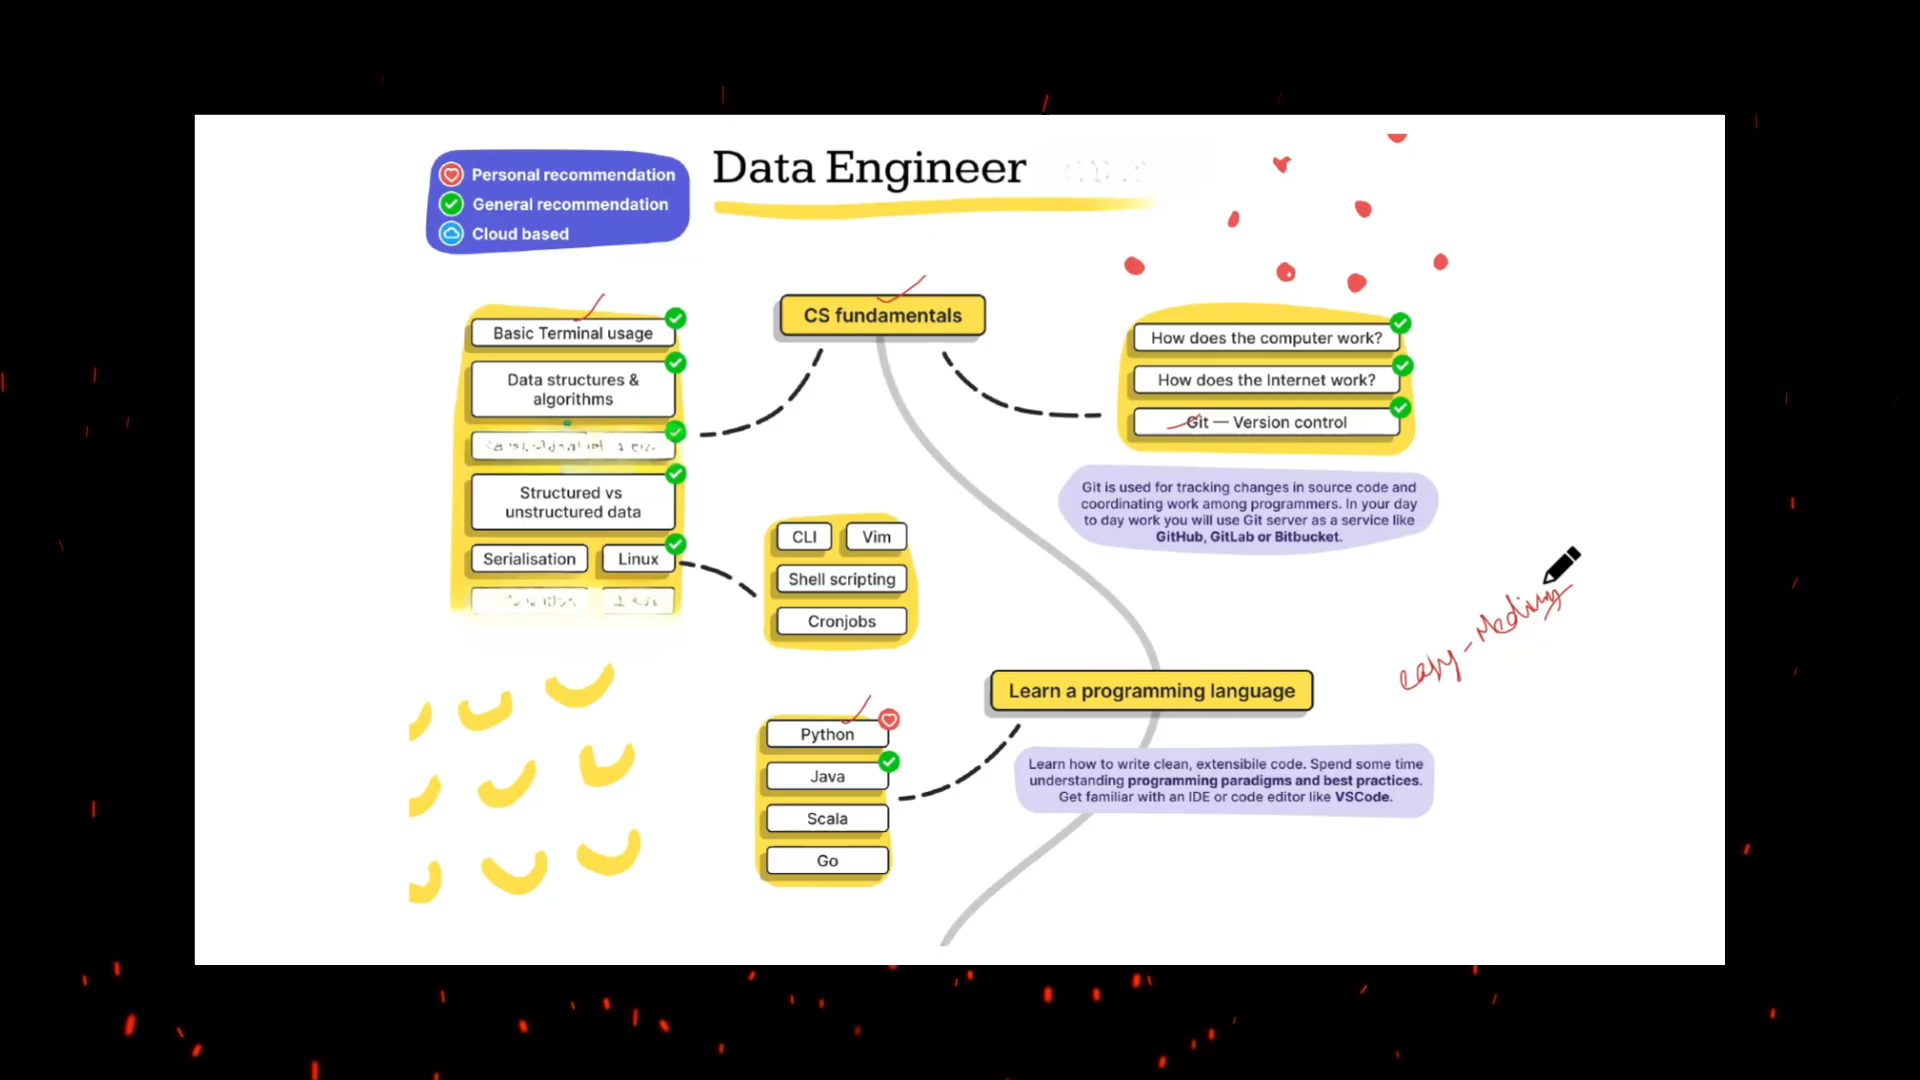 Personal recommendation
General recommendation
Cloud based
Data Engineer
CS fundamentals
Basic Terminal usage
Data structures &
algorithms
Structured vs
unstructured data
Serialisation
Linux
How does the computer work?
How does the Internet work?
Git — Version control
Git is used for tracking changes in source code and
coordinating work among programmers. In your day
to day work you will use Git server as a service like
GitHub, GitLab or Bitbucket.
CLI
Vim
Shell scripting
Cronjobs
easy - Medium
Learn a programming language
Python
Java
Scala
Go
Learn how to write clean, extensibile code. Spend some time
understanding programming paradigms and best practices.
Get familiar with an IDE or code editor like VSCode.